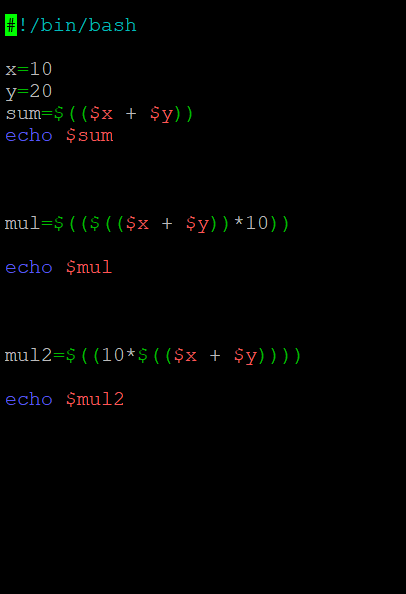 #!/bin/bash
x=10
y=20
sum=$(($x + $y))
echo $sum
mul=$(($(($x + $y))*10))
echo $mul
mul2=$((10*$(($x + $y))))
echo $mul2